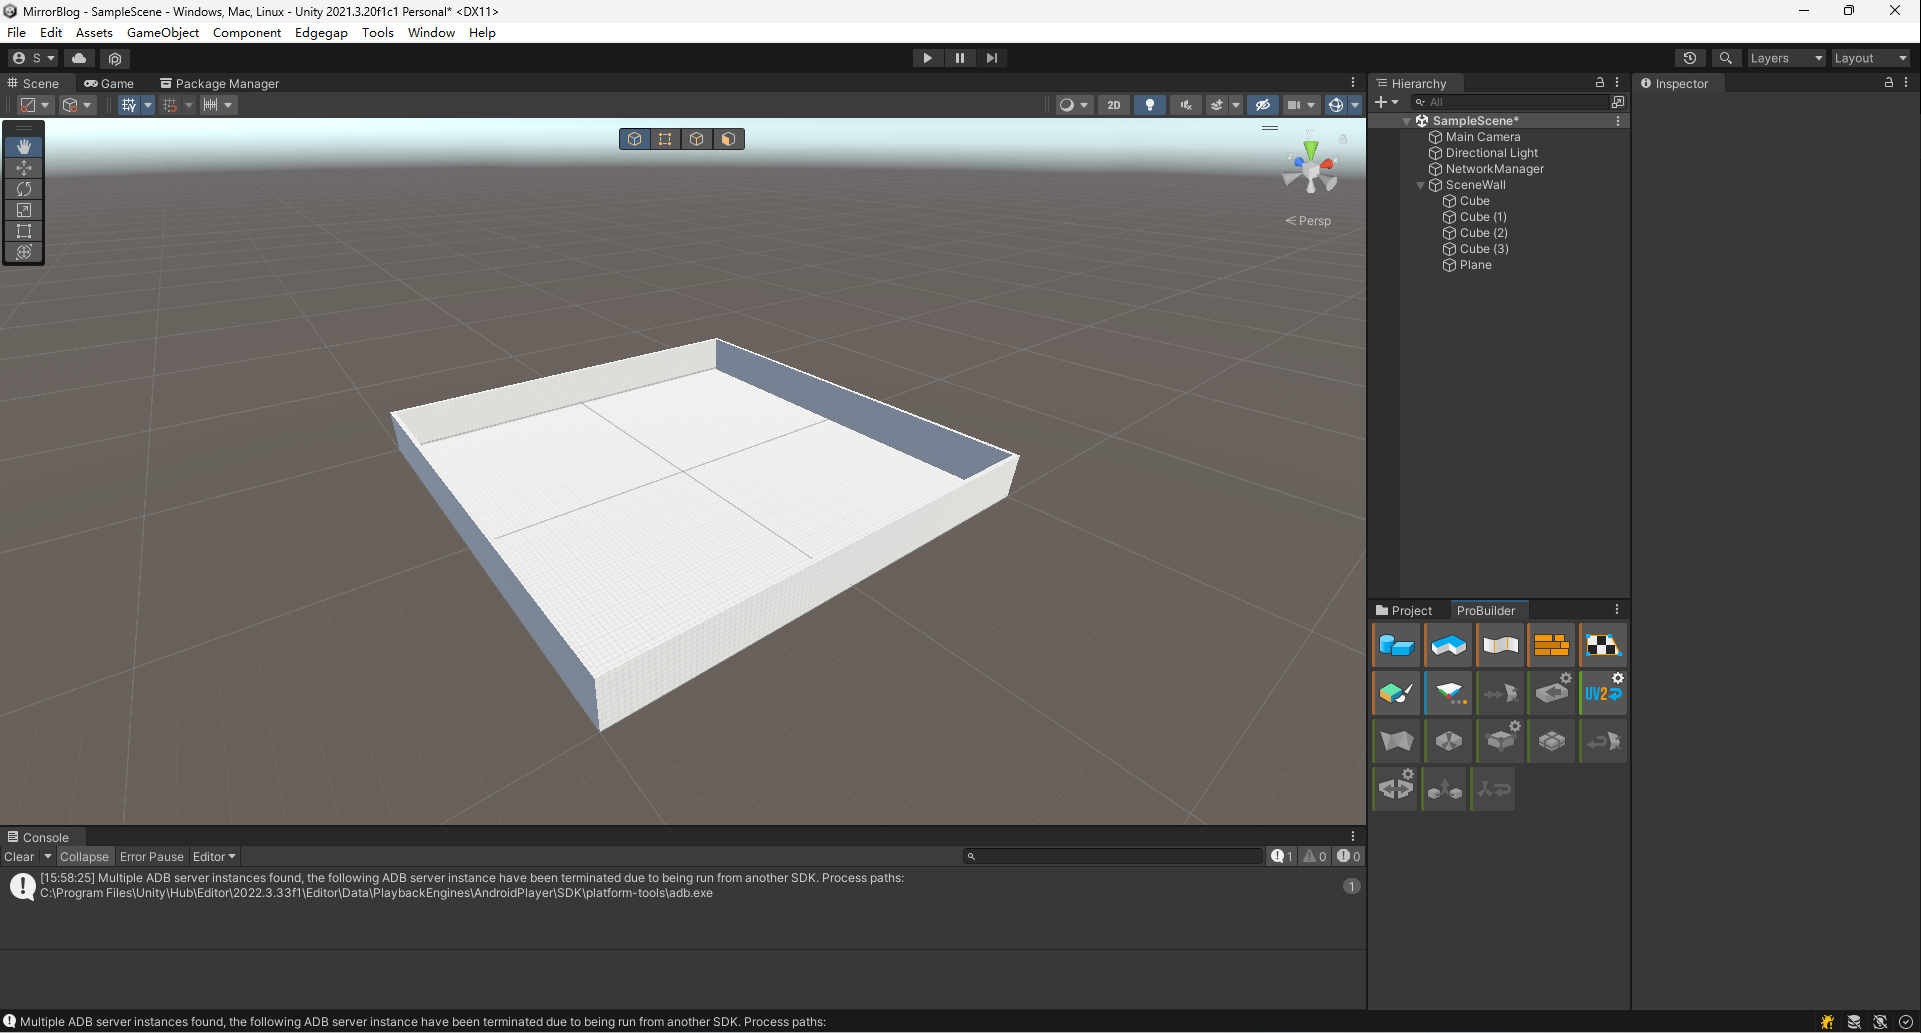 MirrorBlog - SampleScene - Windows, Mac, Linux - Unity 2021.3.20f1c1 Personal* <DX11>
File Edit Assets GameObject Component Edgegap Tools Window Help
S Layers Layout
Scene Game Package Manager
2D
Persp
Hierarchy
All
SampleScene*
Main Camera
Directional Light
NetworkManager
SceneWall
Cube
Cube (1)
Cube (2)
Cube (3)
Plane
Inspector
Project ProBuilder
UV2
Console
Clear Collapse Error Pause Editor 1 0 0
[15:58:25] Multiple ADB server instances found, the following ADB server instance have been terminated due to being run from another SDK. Process paths:
C:\Program Files\Unity\Hub\Editor\2022.3.33f1\Editor\Data\PlaybackEngines\AndroidPlayer\SDK\platform-tools\adb.exe
1
Multiple ADB server instances found, the following ADB server instance have been terminated due to being run from another SDK. Process paths: